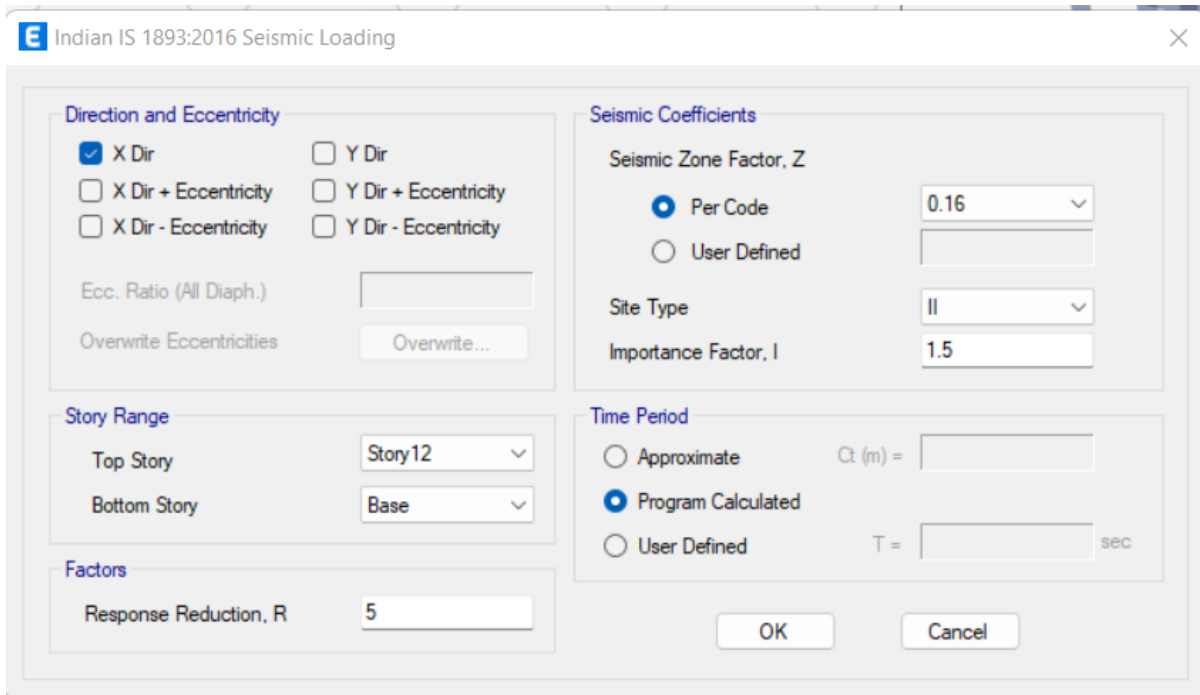 E Indian IS 1893:2016 Seismic Loading
Direction and Eccentricity
X Dir
Y Dir
X Dir + Eccentricity
Y Dir + Eccentricity
X Dir - Eccentricity
Y Dir - Eccentricity
Ecc. Ratio (All Diaph.)
Overwrite Eccentricities
Overwrite...
Story Range
Top Story
Story12
Bottom Story
Base
Factors
Response Reduction, R
5
Seismic Coefficients
Seismic Zone Factor, Z
Per Code
0.16
User Defined
Site Type
II
Importance Factor, I
1.5
Time Period
Approximate
Ct (m) =
Program Calculated
User Defined
T =
sec
OK
Cancel